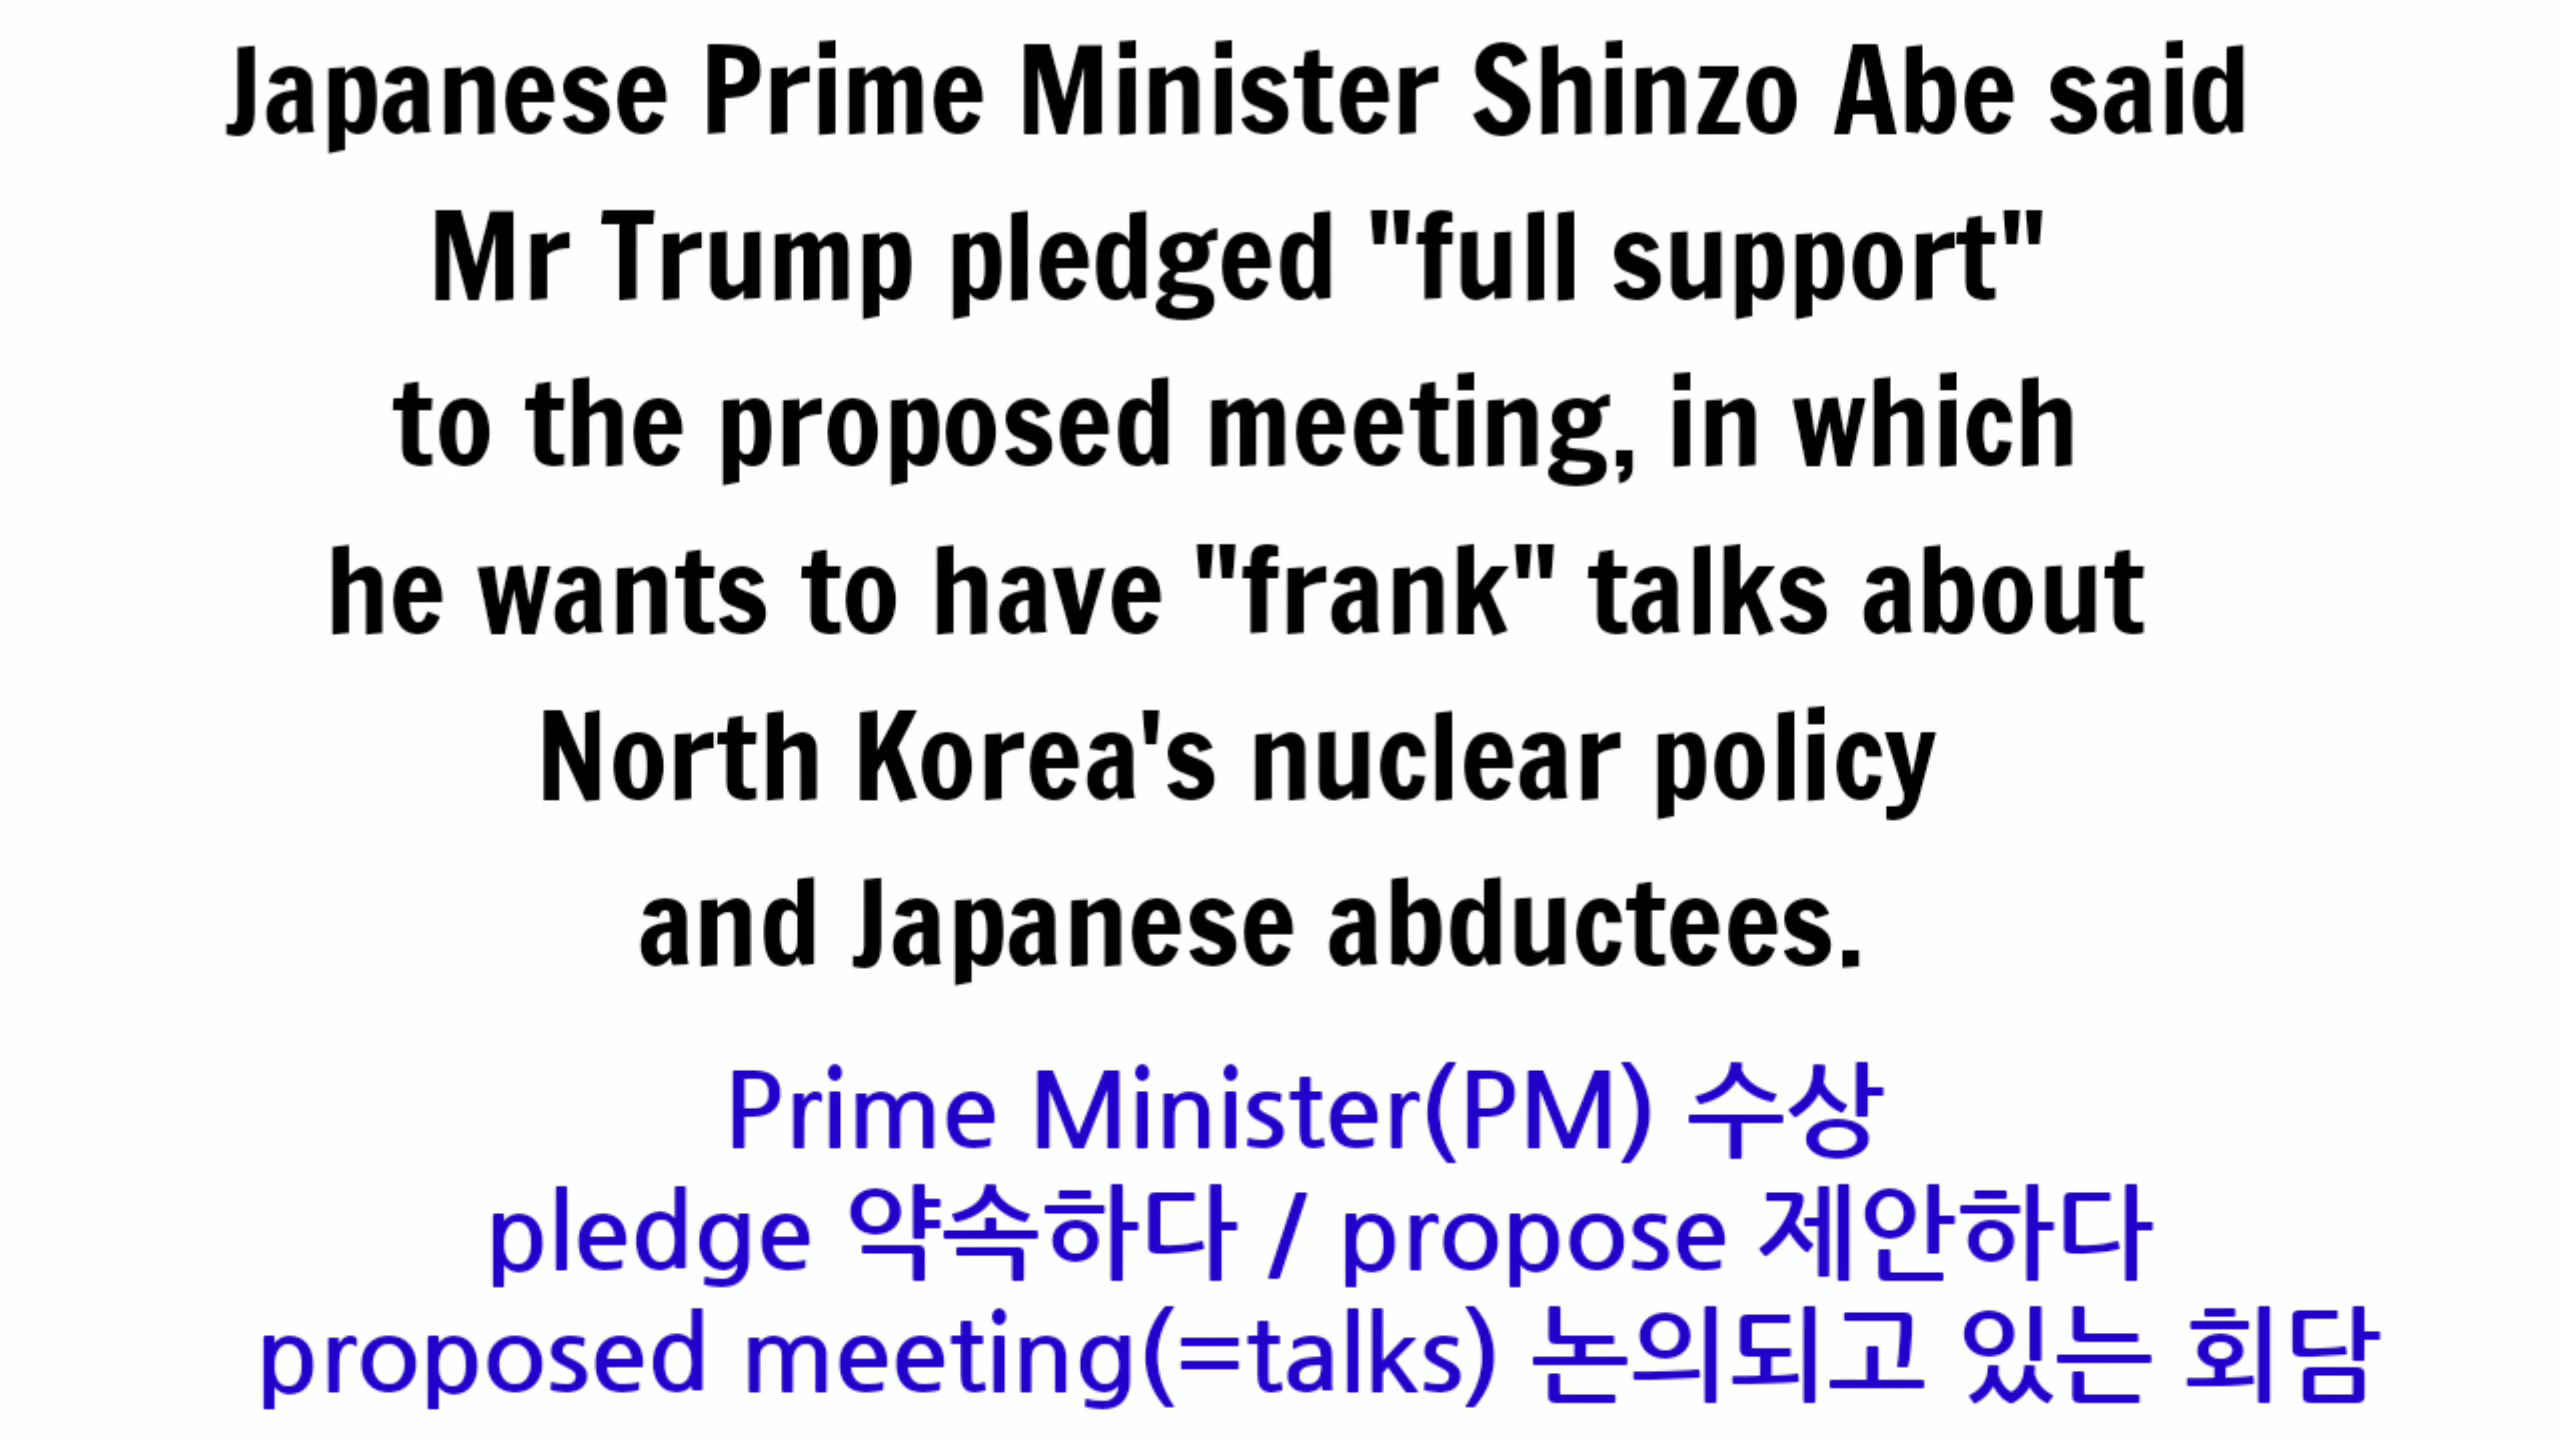 Japanese Prime Minister Shinzo Abe said
Mr Trump pledged "full support"
to the proposed meeting, in which
he wants to have "frank" talks about
North Korea's nuclear policy
and Japanese abductees.
Prime Minister(PM) 수상
pledge 약속하다 / propose 제안하다
proposed meeting(=talks) 논의되고 있는 회담